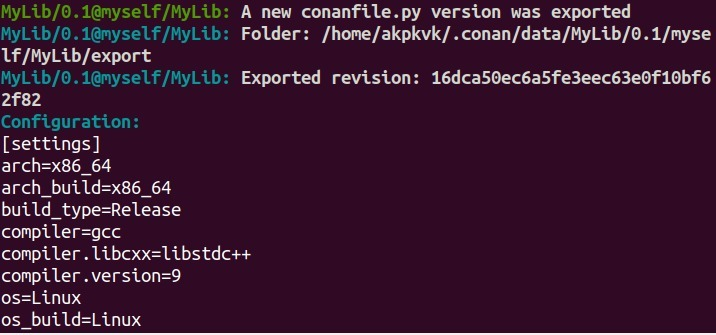 MyLib/0.1@myself/MyLib: A new conanfile.py version was exported
MyLib/0.1@myself/MyLib: Folder: /home/akpkvk/.conan/data/MyLib/0.1/myse
lf/MyLib/export
MyLib/0.1@myself/MyLib: Exported revision: 16dca50ec6a5fe3eec63e0f10bf6
2f82
Configuration:
[settings]
arch=x86_64
arch_build=x86_64
build_type=Release
compiler=gcc
compiler.libcxx=libstdc++
compiler.version=9
os=Linux
os_build=Linux